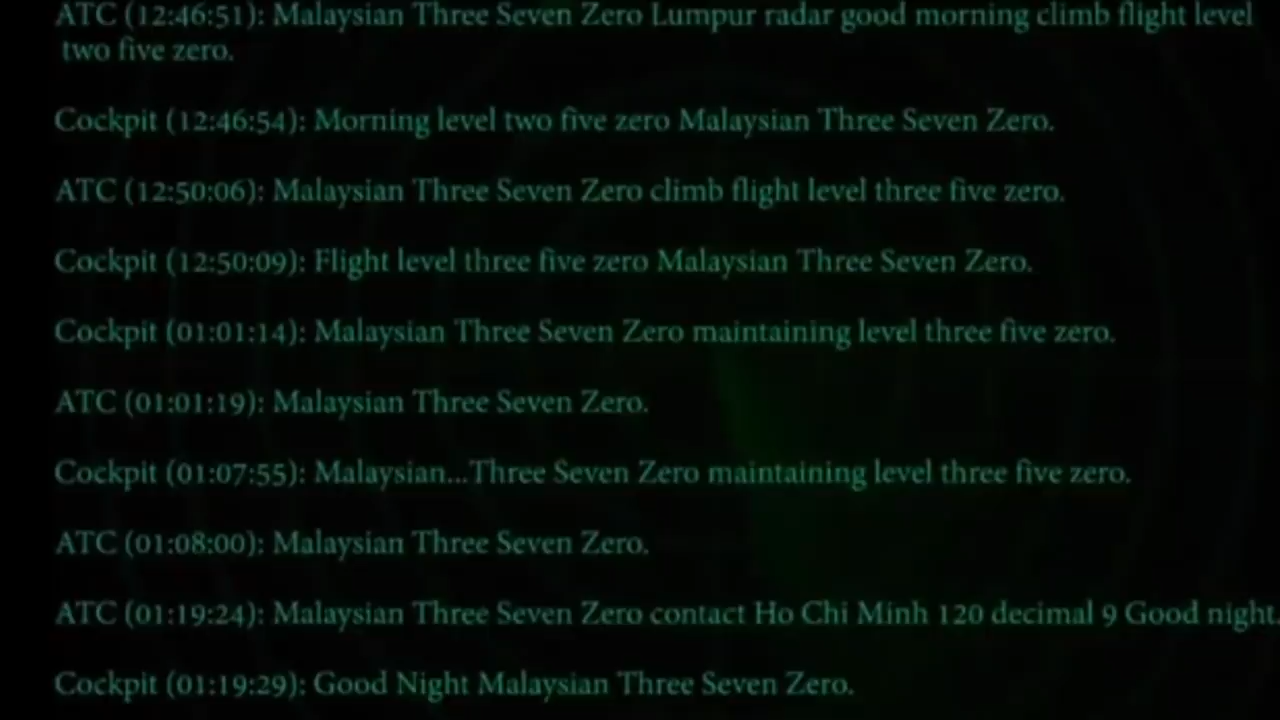 ATC (12:46:51): Malaysian Three Seven Zero Lumpur radar good morning climb flight level
two five zero.
Cockpit (12:46:54): Morning level two five zero Malaysian Three Seven Zero.
ATC (12:50:06): Malaysian Three Seven Zero climb flight level three five zero.
Cockpit (12:50:09): Flight level three five zero Malaysian Three Seven Zero.
Cockpit (01:01:14): Malaysian Three Seven Zero maintaining level three five zero.
ATC (01:01:19): Malaysian Three Seven Zero.
Cockpit (01:07:55): Malaysian...Three Seven Zero maintaining level three five zero.
ATC (01:08:00): Malaysian Three Seven Zero.
ATC (01:19:24): Malaysian Three Seven Zero contact Ho Chi Minh 120 decimal 9 Good night.
Cockpit (01:19:29): Good Night Malaysian Three Seven Zero.